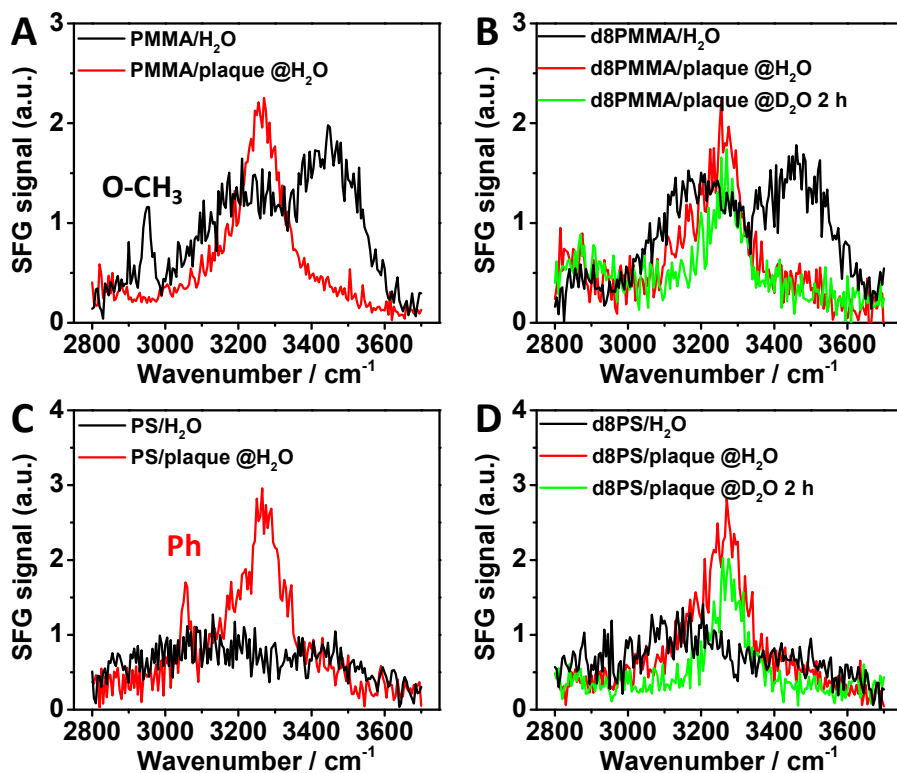 A
PMMA/H₂O
PMMA/plaque @H₂O
O-CH₃
SFG signal (a.u.)
3
2
1
0
2800 3000 3200 3400 3600
Wavenumber / cm⁻¹
B
d8PMMA/H₂O
d8PMMA/plaque @H₂O
d8PMMA/plaque @D₂O 2 h
SFG signal (a.u.)
3
2
1
0
2800 3000 3200 3400 3600
Wavenumber / cm⁻¹
C
PS/H₂O
PS/plaque @H₂O
Ph
SFG signal (a.u.)
4
3
2
1
0
2800 3000 3200 3400 3600
Wavenumber / cm⁻¹
D
d8PS/H₂O
d8PS/plaque @H₂O
d8PS/plaque @D₂O 2 h
SFG signal (a.u.)
4
3
2
1
0
2800 3000 3200 3400 3600
Wavenumber / cm⁻¹